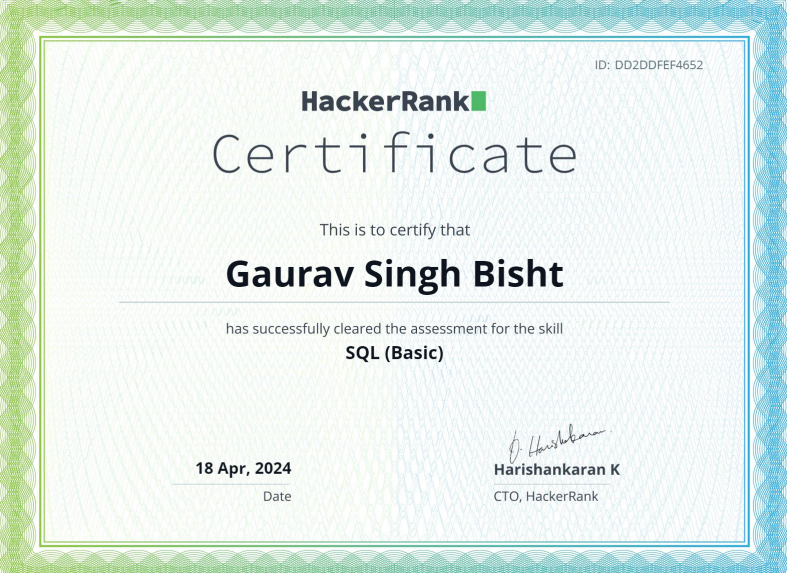 ID: DD2DDFEF4652
HackerRank
Certificate
This is to certify that
Gaurav Singh Bisht
has successfully cleared the assessment for the skill
SQL (Basic)
18 Apr, 2024
Date
Harishankaran K
CTO, HackerRank